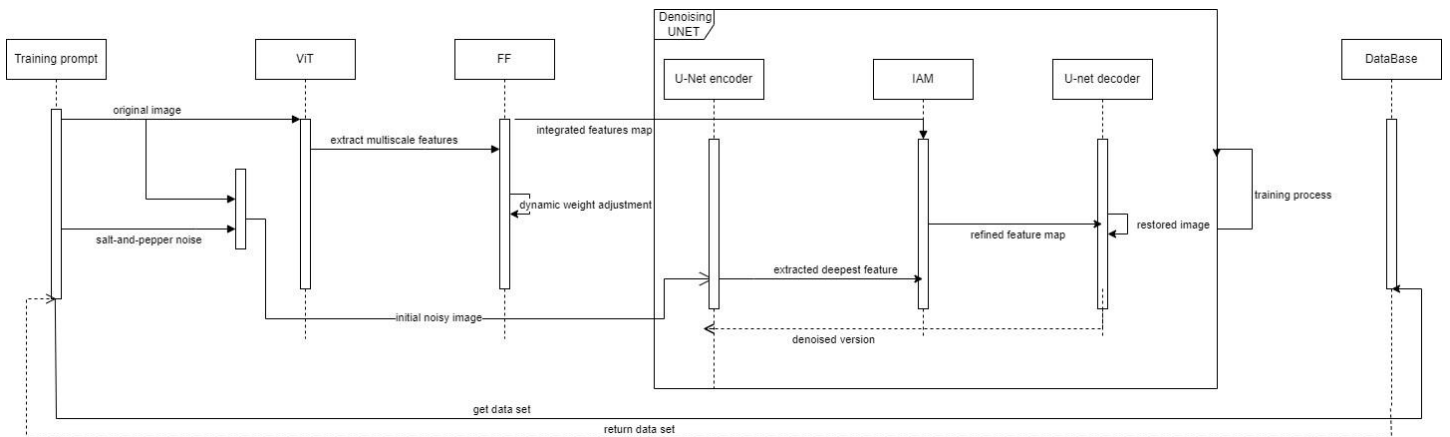 Denoising
UNET
Training prompt
ViT
FF
U-Net encoder
IAM
U-net decoder
DataBase
original image
integrated features map
extract multiscale features
training process
dynamic weight adjustment
salt-and-pepper noise
refined feature map
restored image
extracted deepest feature
initial noisy image
denoised version
get data set
return data set